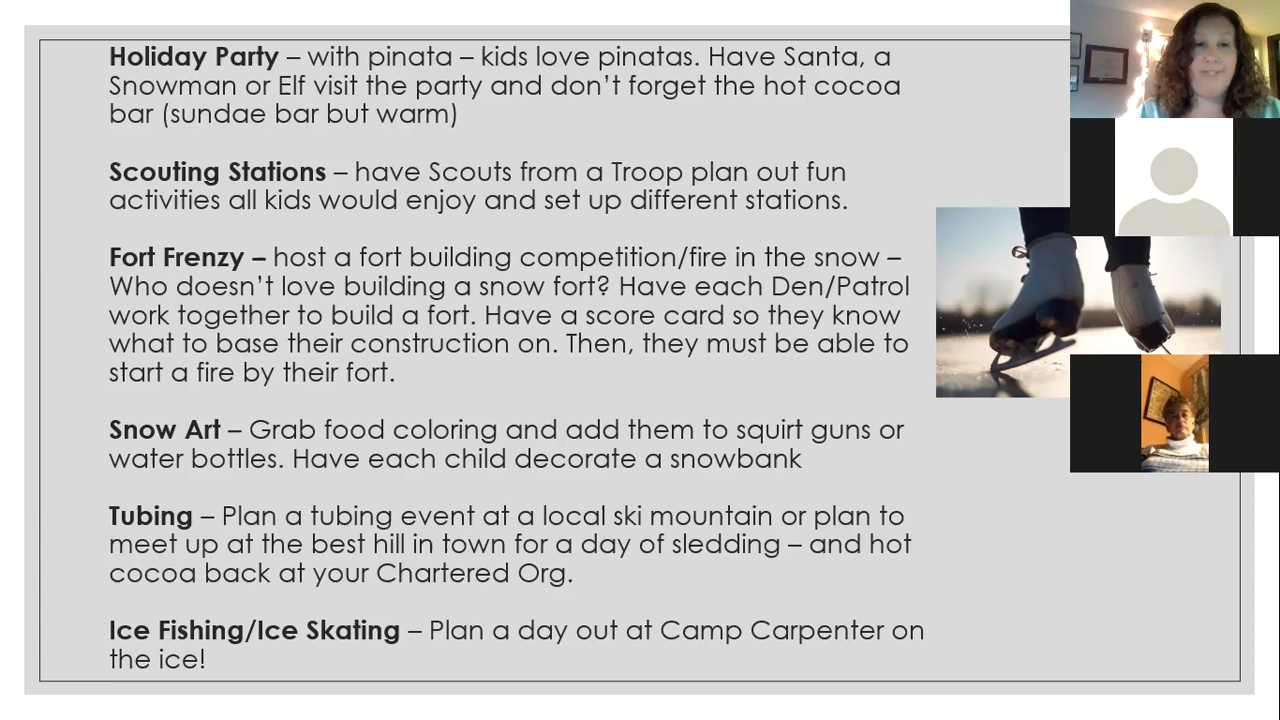 Holiday Party – with pinata – kids love pinatas. Have Santa, a
Snowman or Elf visit the party and don’t forget the hot cocoa
bar (sundae bar but warm)
Scouting Stations – have Scouts from a Troop plan out fun
activities all kids would enjoy and set up different stations.
Fort Frenzy – host a fort building competition/fire in the snow –
Who doesn’t love building a snow fort? Have each Den/Patrol
work together to build a fort. Have a score card so they know
what to base their construction on. Then, they must be able to
start a fire by their fort.
Snow Art – Grab food coloring and add them to squirt guns or
water bottles. Have each child decorate a snowbank
Tubing – Plan a tubing event at a local ski mountain or plan to
meet up at the best hill in town for a day of sledding – and hot
cocoa back at your Chartered Org.
Ice Fishing/Ice Skating – Plan a day out at Camp Carpenter on
the ice!